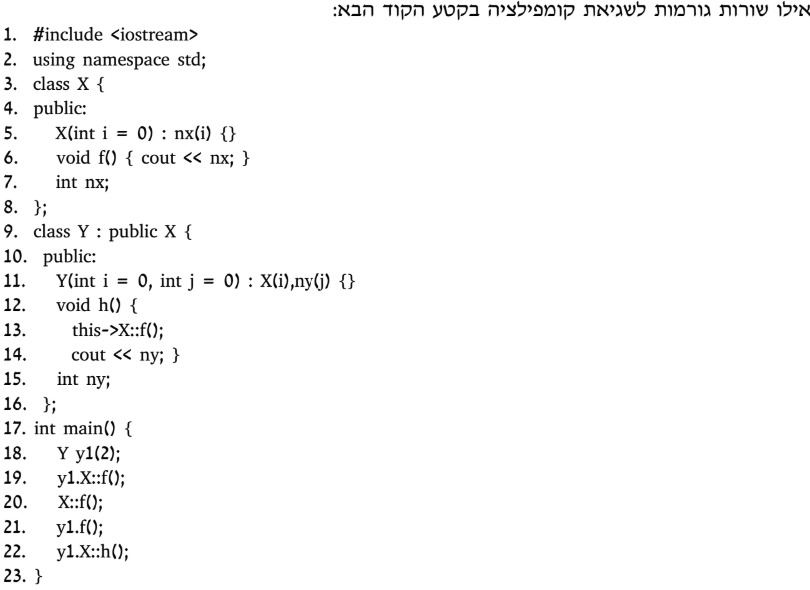 אילו שורות גורמות לשגיאת קומפילציה בקטע הקוד הבא:
1. #include <iostream>
2. using namespace std;
3. class X {
4. public:
5. X(int i = 0) : nx(i) {}
6. void f() { cout << nx; }
7. int nx;
8. };
9. class Y : public X {
10. public:
11. Y(int i = 0, int j = 0) : X(i),ny(j) {}
12. void h() {
13. this->X::f();
14. cout << ny; }
15. int ny;
16. };
17. int main() {
18. Y y1(2);
19. y1.X::f();
20. X::f();
21. y1.f();
22. y1.X::h();
23. }